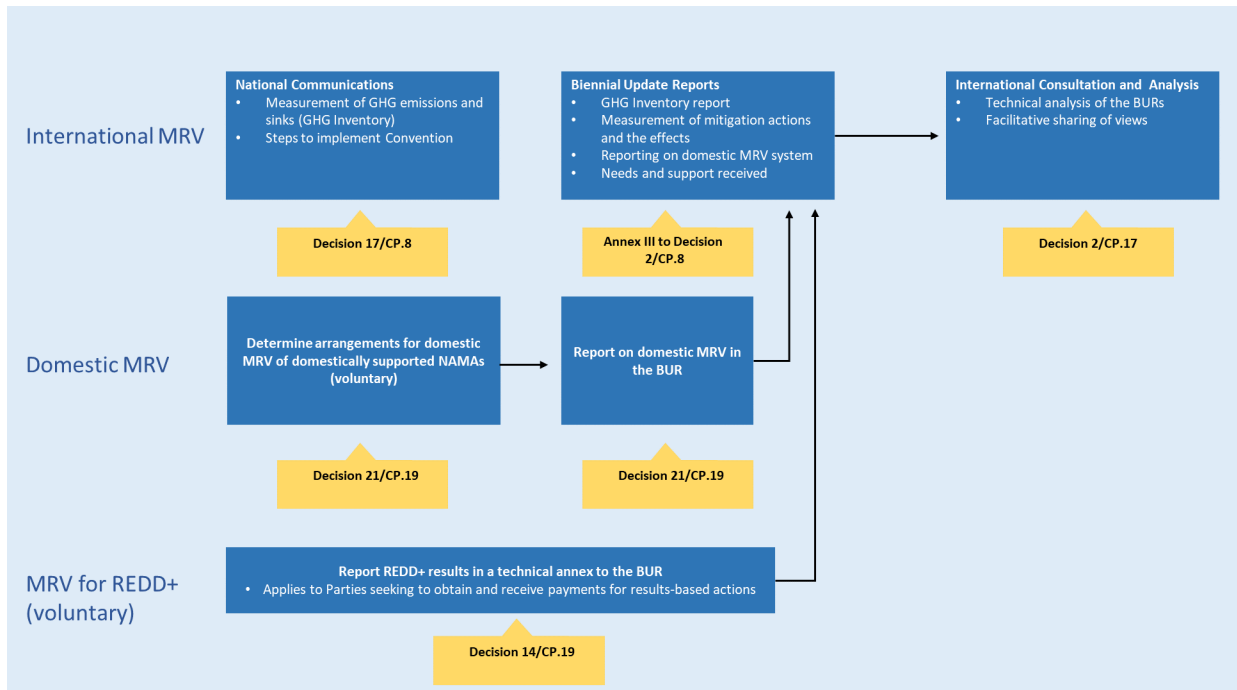 International MRV
National Communications
• Measurement of GHG emissions and
sinks (GHG Inventory)
• Steps to implement Convention
Biennial Update Reports
• GHG Inventory report
• Measurement of mitigation actions
and the effects
• Reporting on domestic MRV system
• Needs and support received
International Consultation and Analysis
• Technical analysis of the BURs
• Facilitative sharing of views
Decision 17/CP.8
Annex III to Decision
2/CP.8
Decision 2/CP.17
Domestic MRV
Determine arrangements for domestic
MRV of domestically supported NAMAs
(voluntary)
Report on domestic MRV in
the BUR
Decision 21/CP.19
Decision 21/CP.19
MRV for REDD+
(voluntary)
Report REDD+ results in a technical annex to the BUR
• Applies to Parties seeking to obtain and receive payments for results-based actions
Decision 14/CP.19